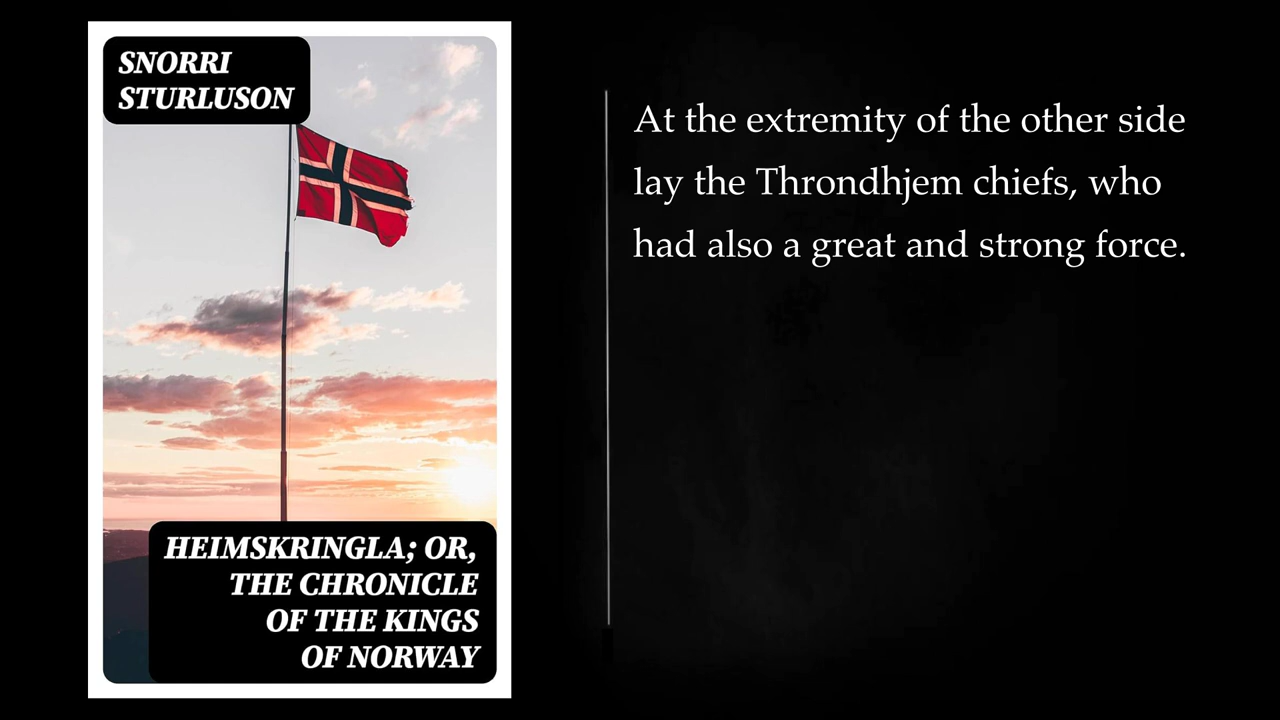 SNORRI
STURLUSON
HEIMSKRINGLA; OR,
THE CHRONICLE
OF THE KINGS
OF NORWAY
At the extremity of the other side
lay the Throndhjem chiefs, who
had also a great and strong force.